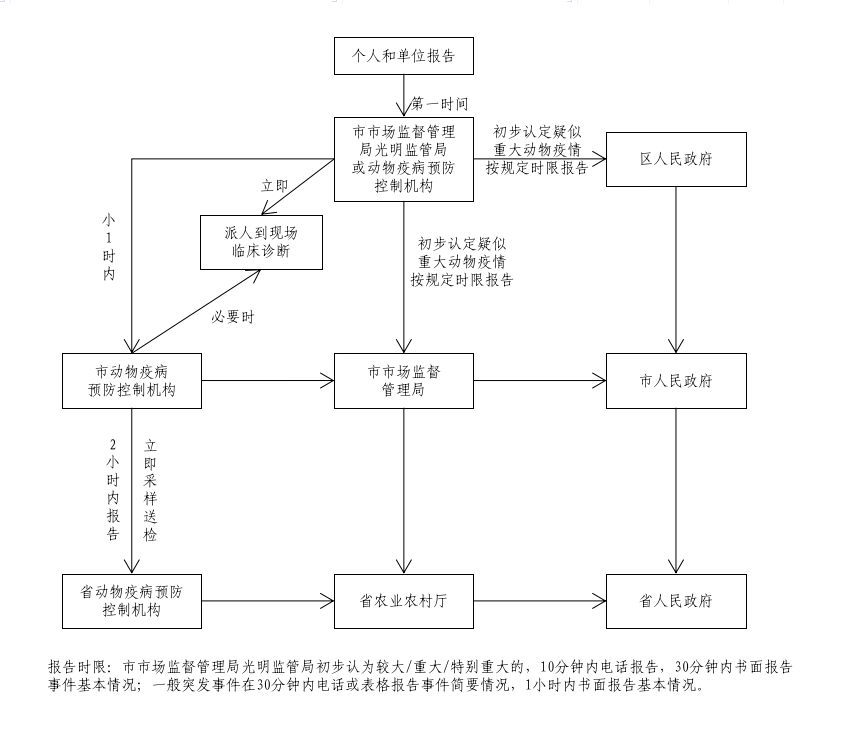 个人和单位报告
第一时间
市市场监督管理
局光明监管局
或动物疫病预防
控制机构
初步认定疑似
重大动物疫情
按规定时限报告
区人民政府
立即
小
1
时
内
派人到现场
临床诊断
初步认定疑似
重大动物疫情
按规定时限报告
必要时
市动物疫病
预防控制机构
市市场监督
管理局
市人民政府
2
小
时
内
报
告
立
即
采
样
送
检
省动物疫病预防
控制机构
省农业农村厅
省人民政府
报告时限：市市场监督管理局光明监管局初步认为较大/重大/特别重大的，10分钟内电话报告，30分钟内书面报告
事件基本情况；一般突发事件在30分钟内电话或表格报告事件简要情况，1小时内书面报告基本情况。